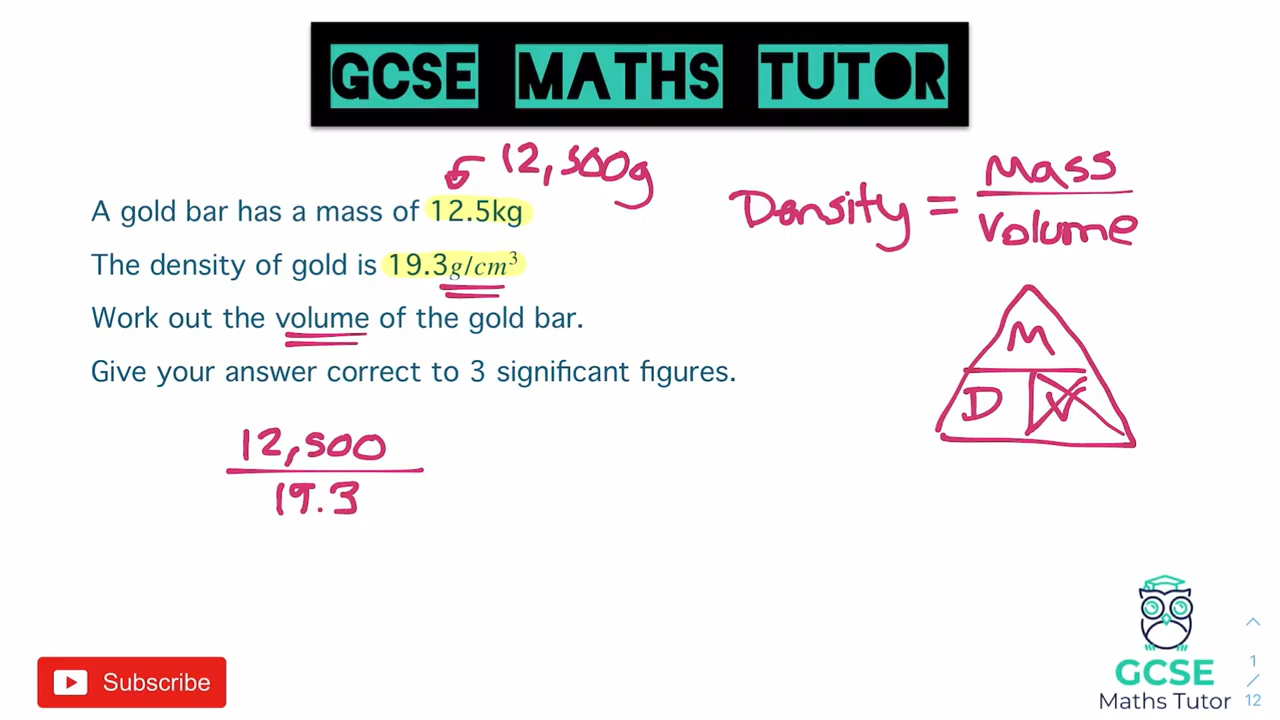 GCSE MATHS TUTOR
12,500g
A gold bar has a mass of 12.5kg
The density of gold is 19.3g/cm³
Work out the volume of the gold bar.
Give your answer correct to 3 significant figures.
Density = Mass
Volume
M
D V
12,500
19.3
Subscribe
GCSE
Maths Tutor
1
/
12